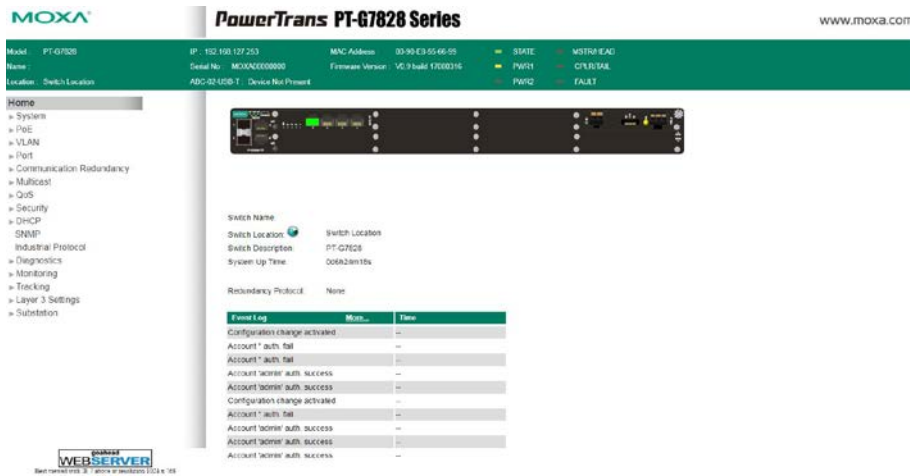 MOXA
PowerTrans PT-G7828 Series
www.moxa.com
Model : PT-G7828
IP : 192.168.127.253
MAC Address
00-90-E8-55-66-55
STATE
MSTR/HEAD
Name :
Serial No MOXA00000000
Firmware Version : V0.9 build 17080316
PWR1
CPLR/TAIL
Location : Switch Location
ABC-02-USB-T : Device Not Present
PWR2
FAULT
Home
System
PoE
VLAN
Port
Communication Redundancy
Multicast
QoS
Security
DHCP
SNMP
Industrial Protocol
Diagnostics
Monitoring
Tracking
Layer 3 Settings
Substation
MOXA
Switch Name
Switch Location: Switch Location
Switch Description PT-G7828
System Up Time
Redundancy Protocol: None
Event Log More... Time
Configuration change activated --
Account '' auth. fail --
Account '' auth. fail --
Account 'admin' auth. success --
Account 'admin' auth. success --
Configuration change activated --
Account '' auth. fail --
Account 'admin' auth. success --
Account 'admin' auth. success --
Account 'admin' auth. success --
goahead
WEBSERVER